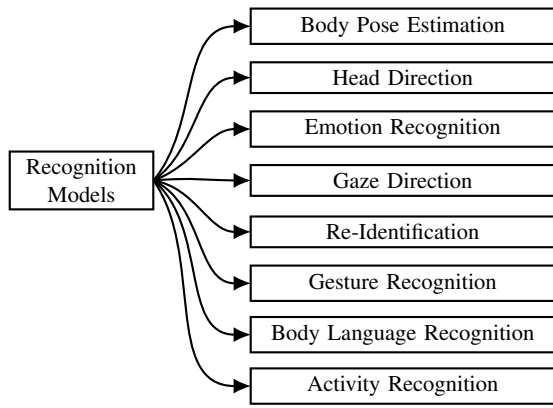 Recognition
Models
Body Pose Estimation
Head Direction
Emotion Recognition
Gaze Direction
Re-Identification
Gesture Recognition
Body Language Recognition
Activity Recognition